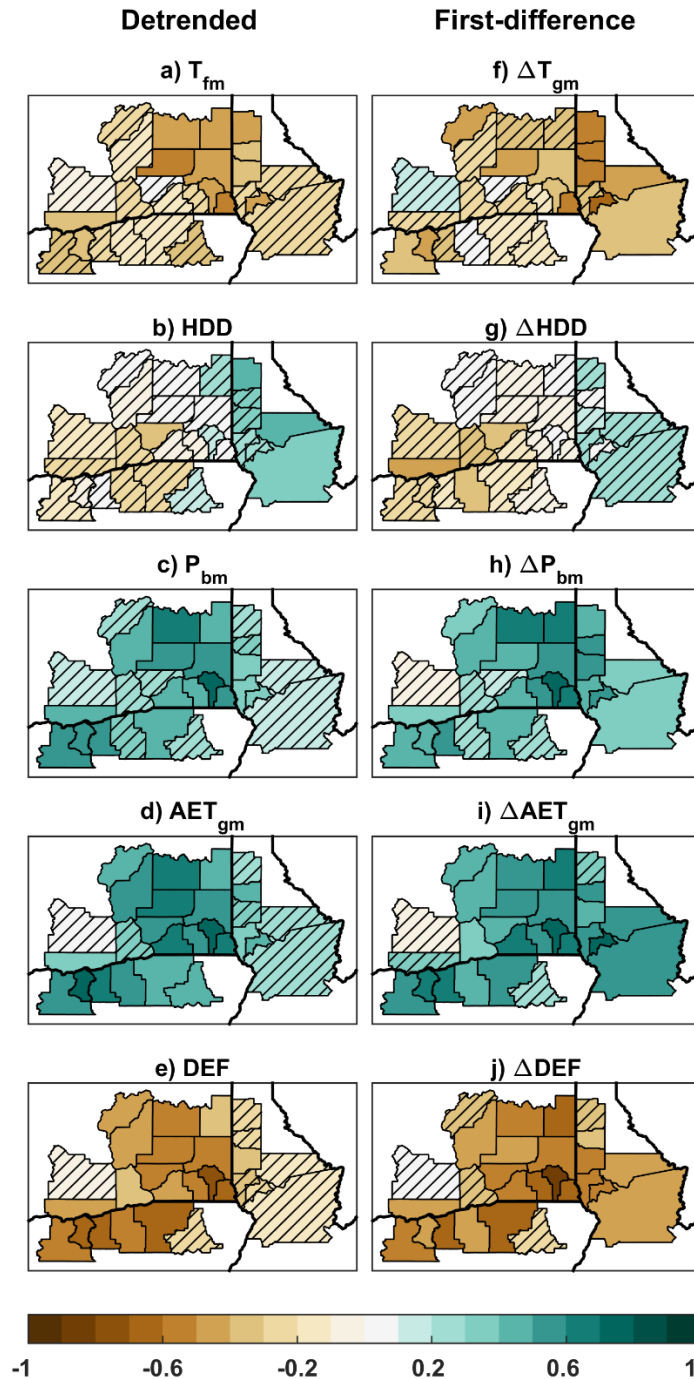 Detrended First-difference
a) T_fm f) ΔT_gm
b) HDD g) ΔHDD
c) P_bm h) ΔP_bm
d) AET_gm i) ΔAET_gm
e) DEF j) ΔDEF
-1 -0.6 -0.2 0.2 0.6 1